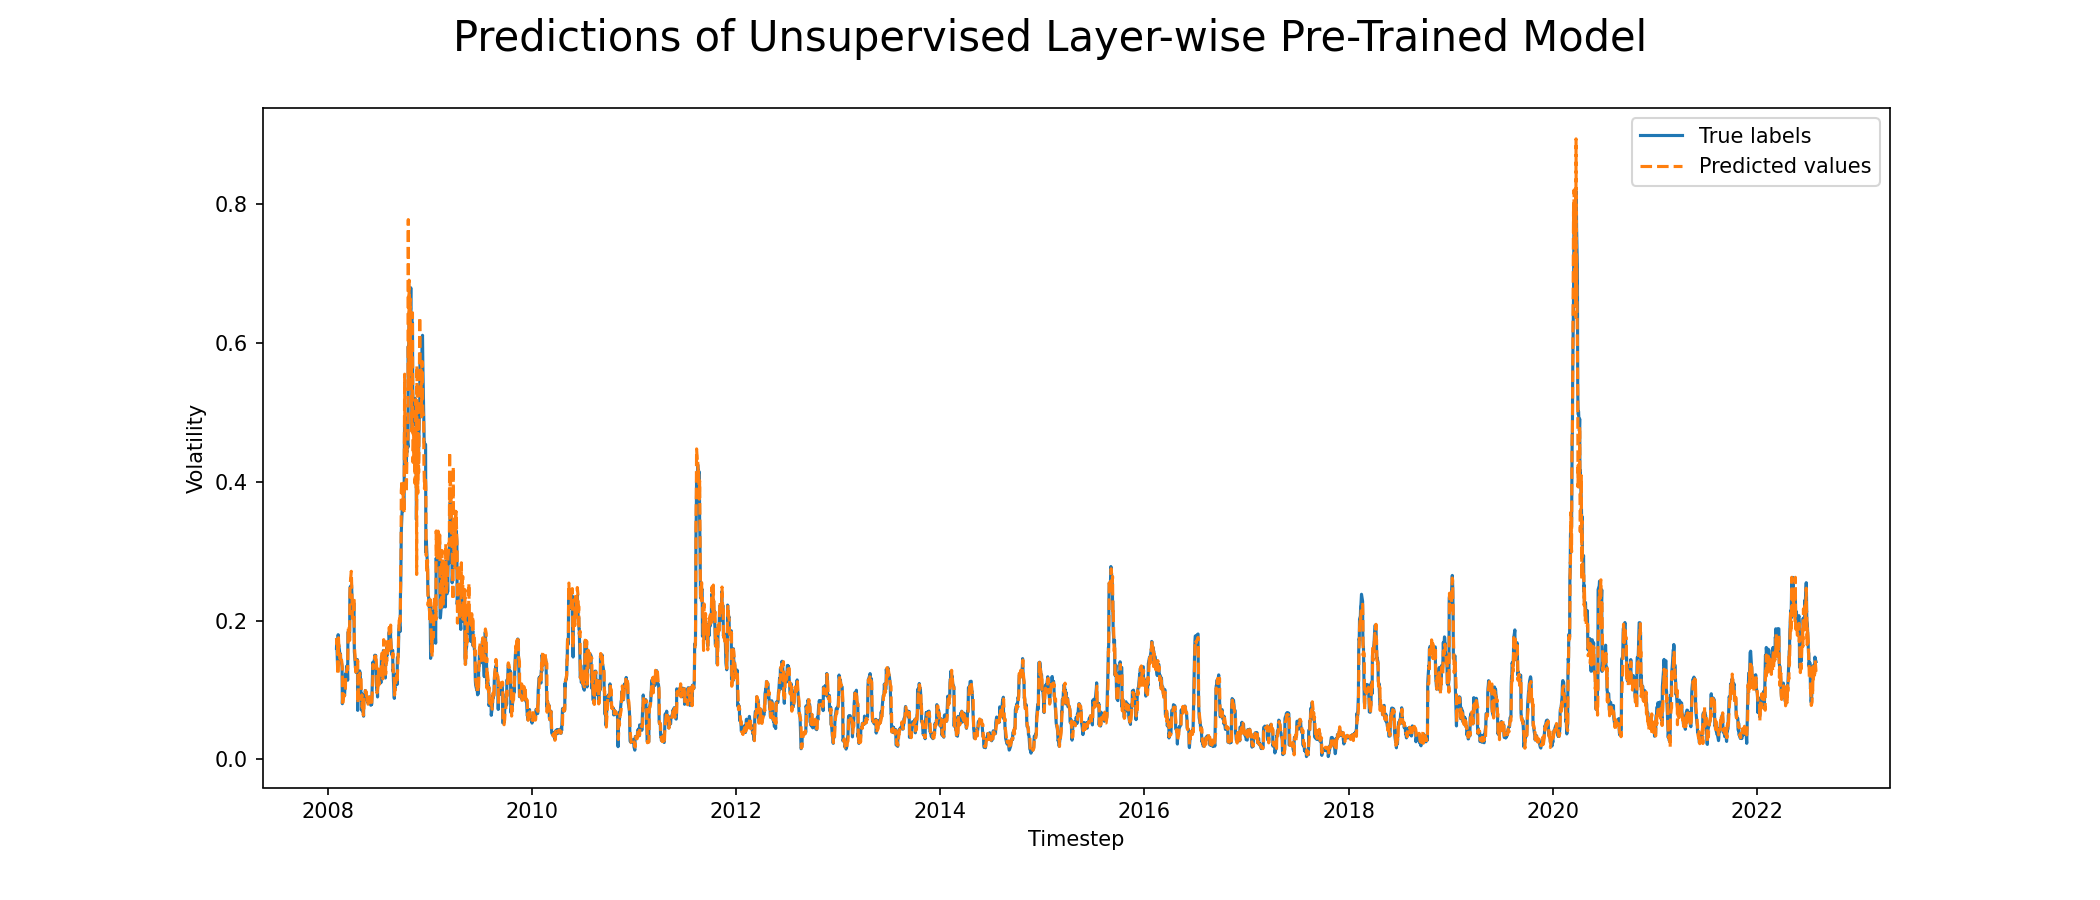 Predictions of Unsupervised Layer-wise Pre-Trained Model
True labels
Predicted values
0.8
0.6
0.4
0.2
0.0
Volatility
2008 2010 2012 2014 2016 2018 2020 2022
Timestep